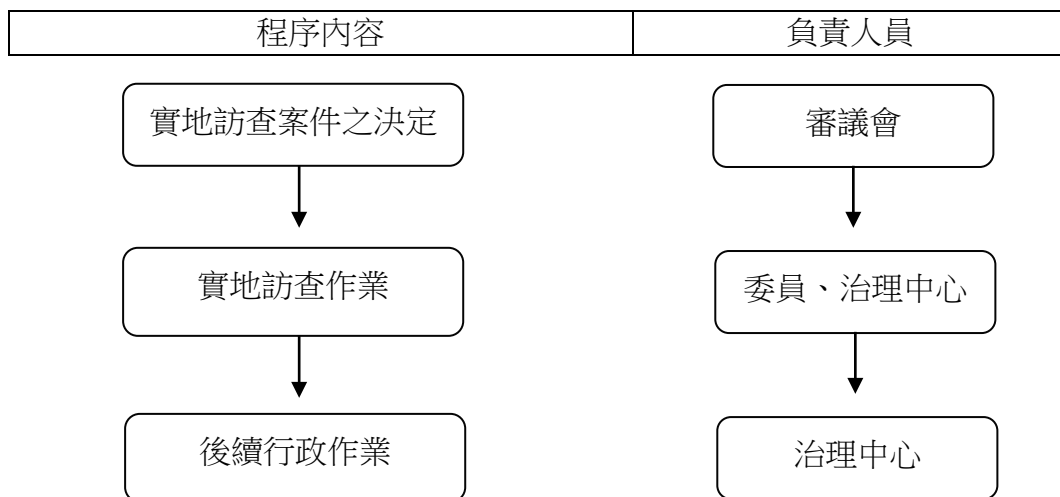 程序內容 負責人員
實地訪查案件之決定 審議會
實地訪查作業 委員、治理中心
後續行政作業 治理中心